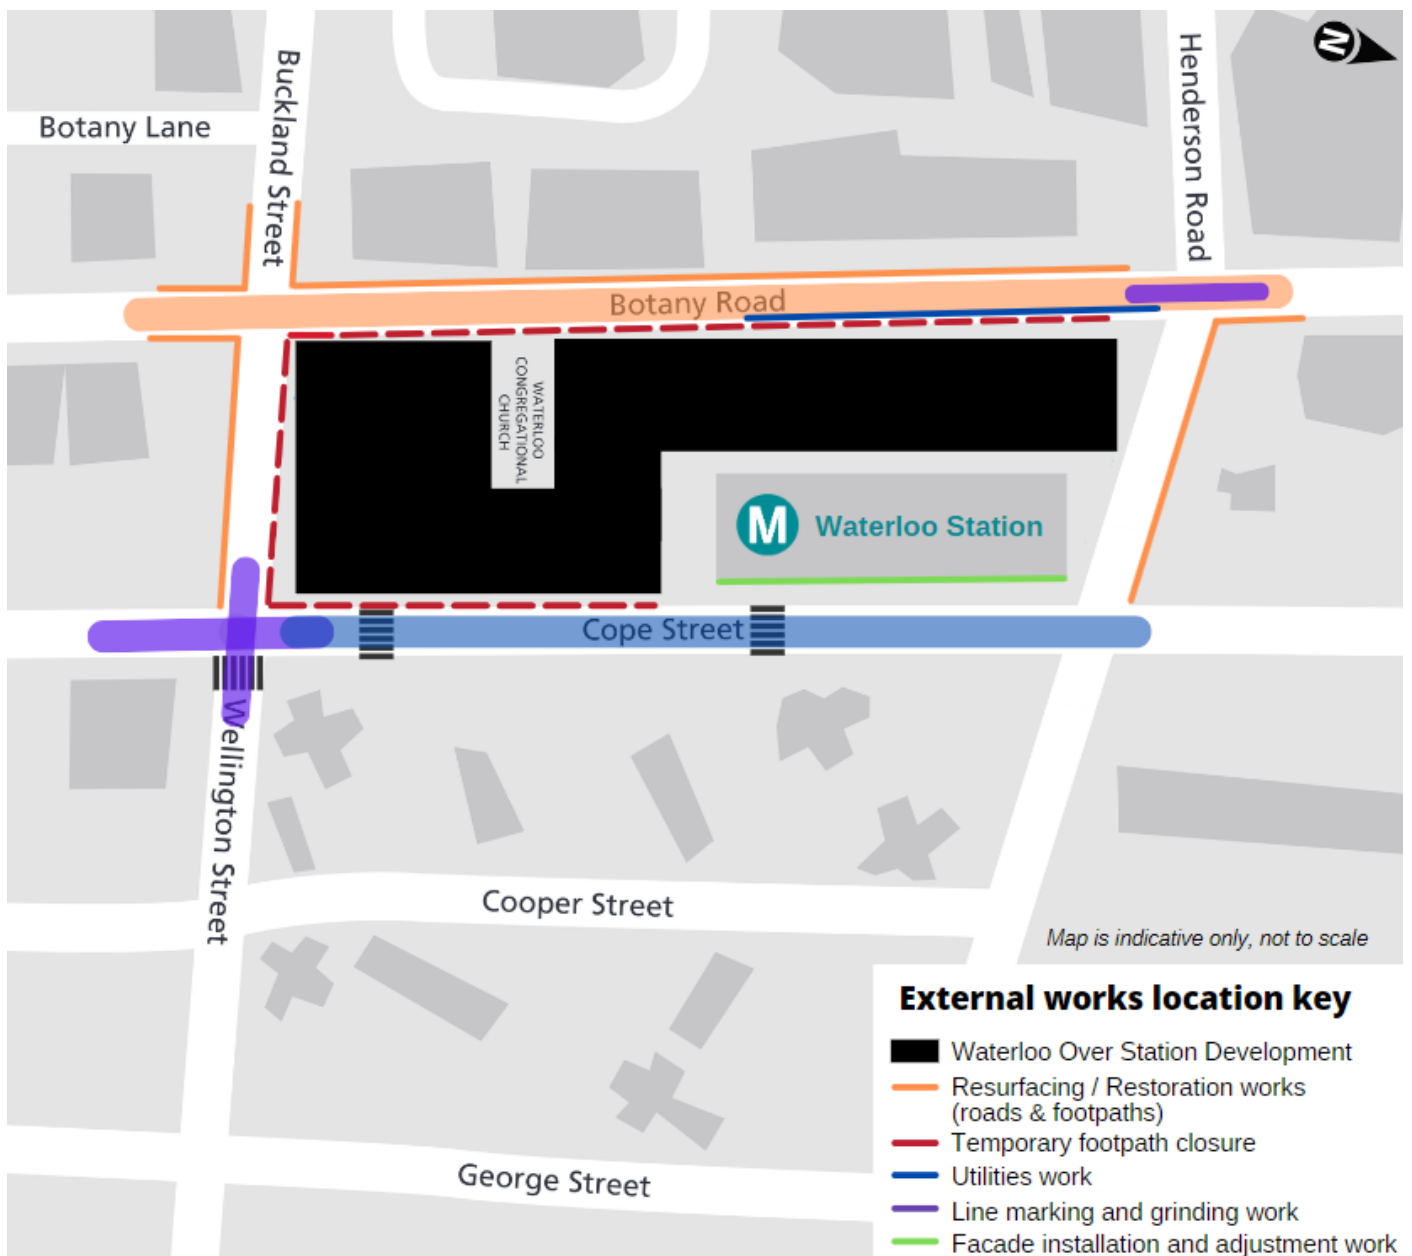 N
Buckland Street
Henderson Road
Botany Lane
Botany Road
WATERLOO
CONGREGATIONAL
CHURCH
M Waterloo Station
Cope Street
Wellington Street
Cooper Street
Map is indicative only, not to scale
External works location key
Waterloo Over Station Development
Resurfacing / Restoration works
(roads & footpaths)
Temporary footpath closure
Utilities work
Line marking and grinding work
Facade installation and adjustment work
George Street